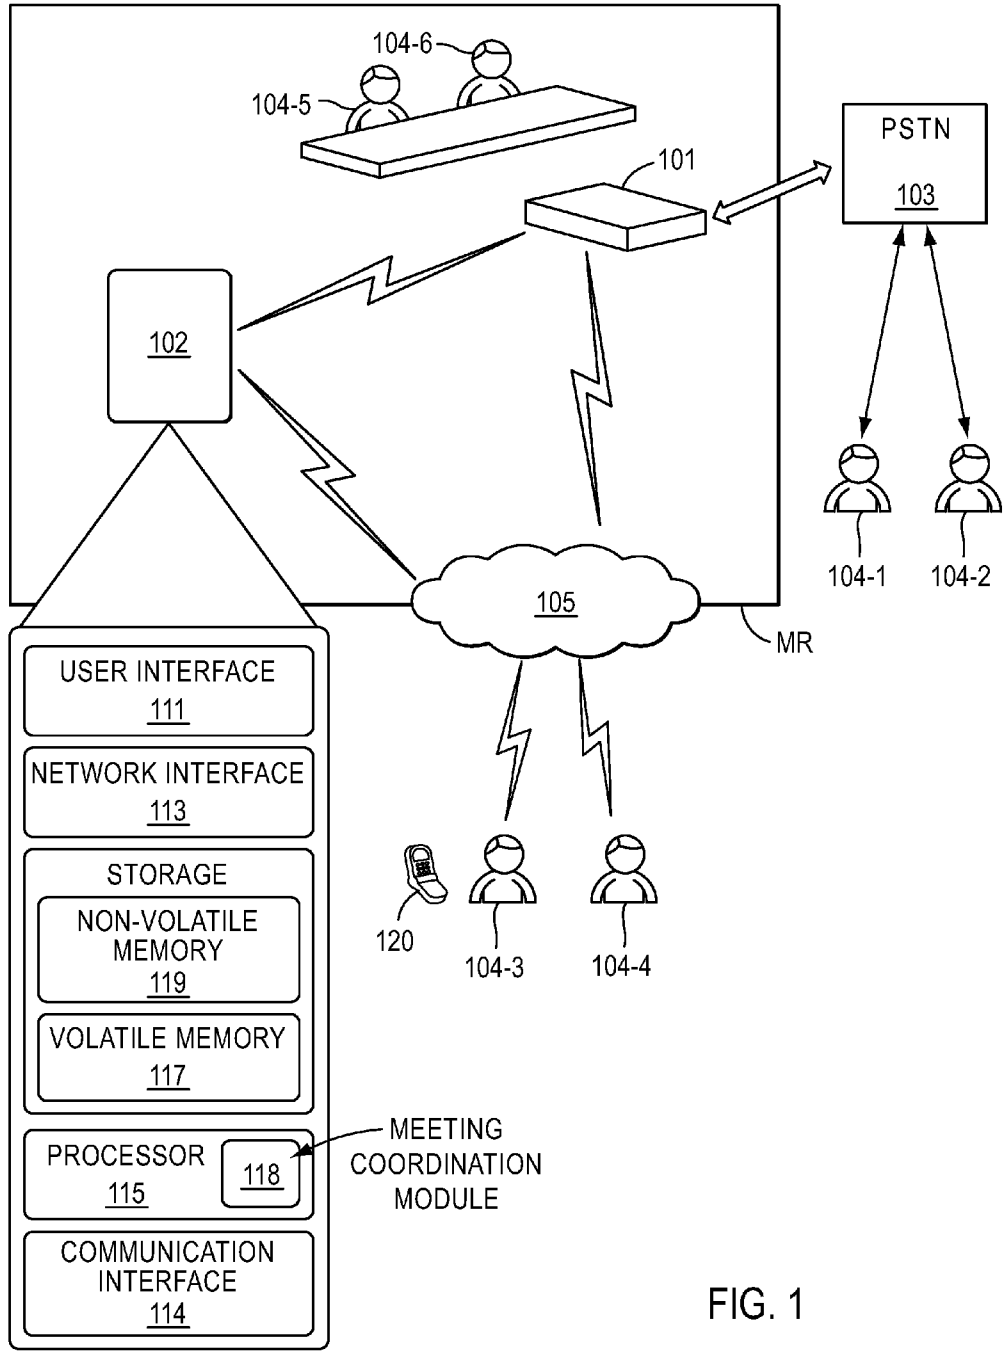 104-6
104-5
101
PSTN
103
102
104-1
104-2
105
MR
USER INTERFACE
111
NETWORK INTERFACE
113
STORAGE
NON-VOLATILE
MEMORY
119
VOLATILE MEMORY
117
120
104-3
104-4
PROCESSOR
115
118
MEETING
COORDINATION
MODULE
COMMUNICATION
INTERFACE
114
FIG. 1